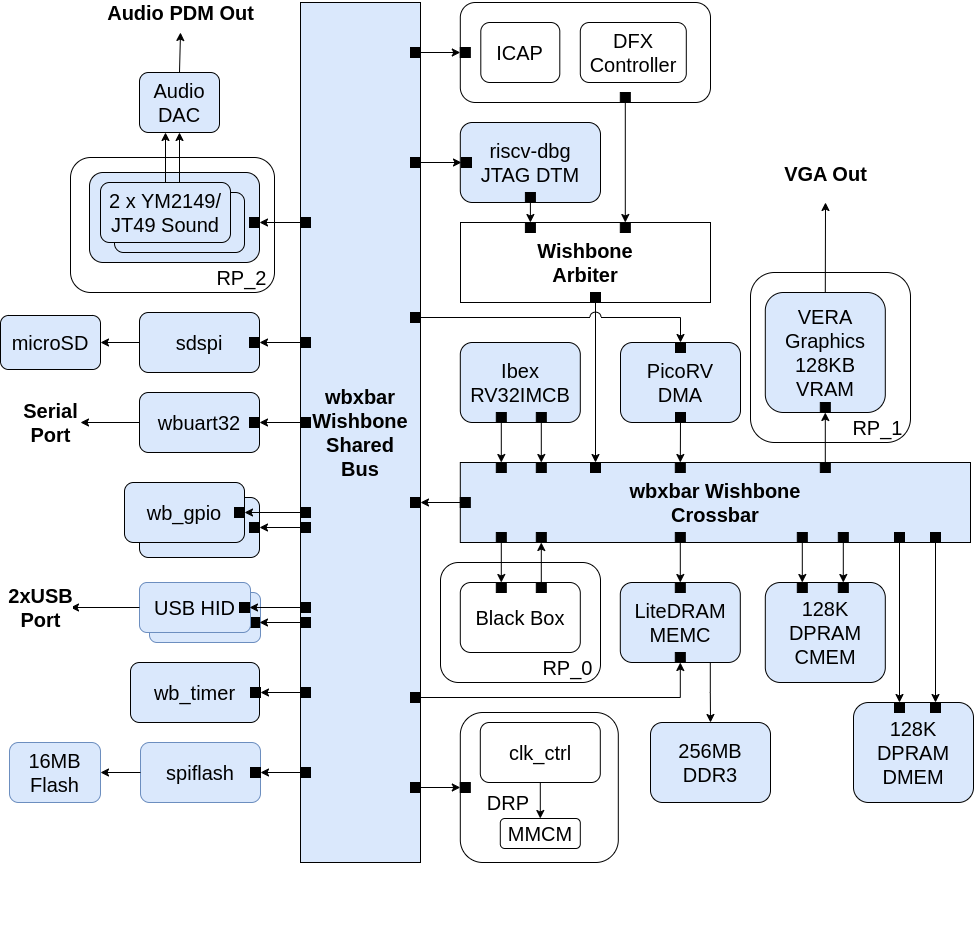 Audio PDM Out
Audio
DAC
2 x YM2149/
JT49 Sound
RP_2
microSD
sdspi
Serial
Port
wbuart32
wb_gpio
2xUSB
Port
USB HID
wb_timer
16MB
Flash
spiflash
wbxbar
Wishbone
Shared
Bus
ICAP
DFX
Controller
riscv-dbg
JTAG DTM
Wishbone
Arbiter
VGA Out
VERA
Graphics
128KB
VRAM
RP_1
Ibex
RV32IMCB
PicoRV
DMA
wbxbar Wishbone
Crossbar
Black Box
RP_0
LiteDRAM
MEMC
128K
DPRAM
CMEM
256MB
DDR3
128K
DPRAM
DMEM
clk_ctrl
DRP
MMCM